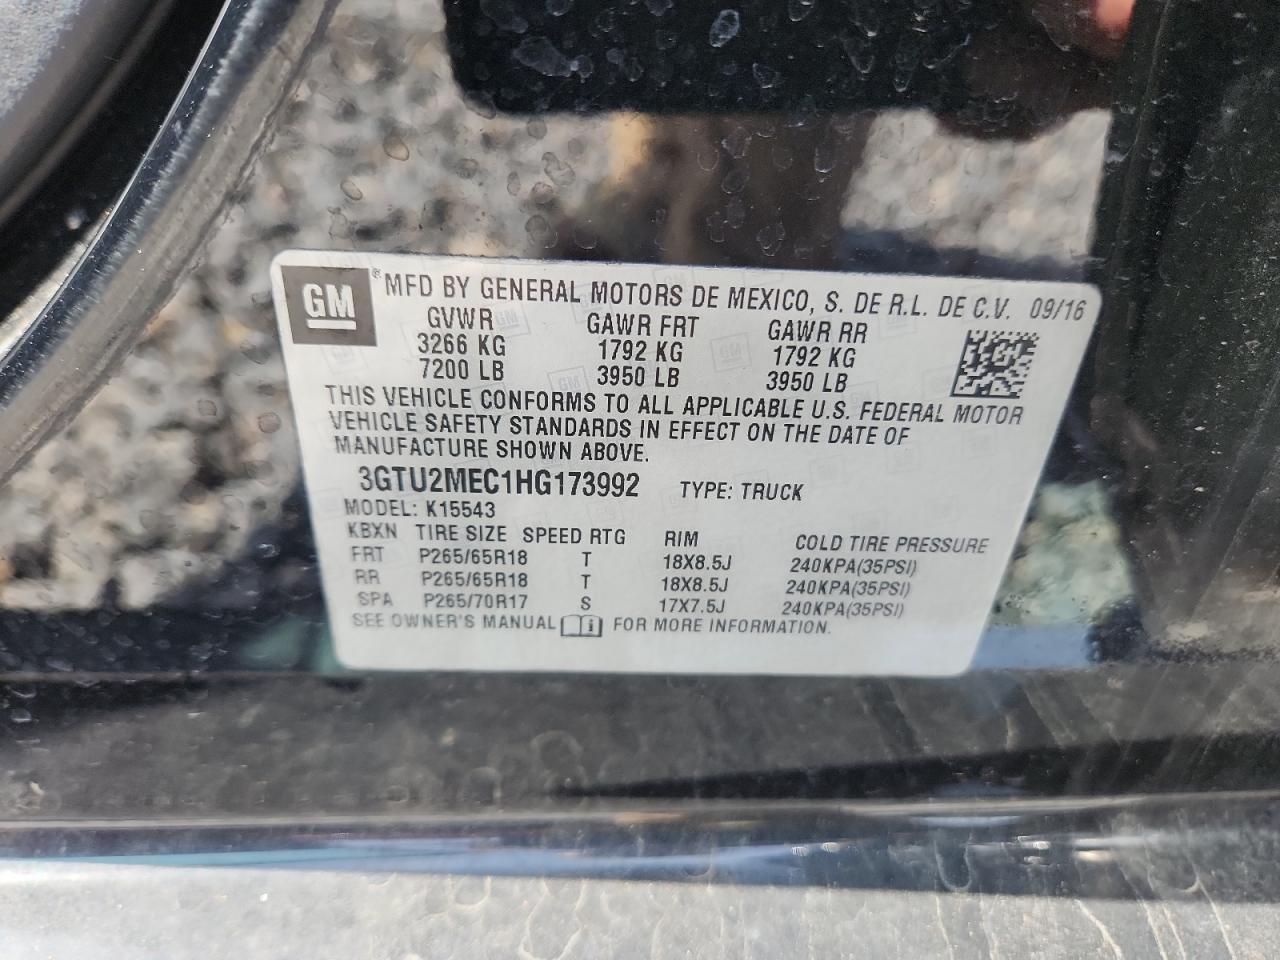 GM ® MFD BY GENERAL MOTORS DE MEXICO, S. DE R.L. DE C.V. 09/16
GVWR GAWR FRT GAWR RR
3266 KG 1792 KG 1792 KG
7200 LB 3950 LB 3950 LB
THIS VEHICLE CONFORMS TO ALL APPLICABLE U.S. FEDERAL MOTOR
VEHICLE SAFETY STANDARDS IN EFFECT ON THE DATE OF
MANUFACTURE SHOWN ABOVE.
3GTU2MEC1HG173992 TYPE: TRUCK
MODEL: K15543
KBXN TIRE SIZE SPEED RTG RIM COLD TIRE PRESSURE
FRT P265/65R18 T 18X8.5J 240KPA(35PSI)
RR P265/65R18 T 18X8.5J 240KPA(35PSI)
SPA P265/70R17 S 17X7.5J 240KPA(35PSI)
SEE OWNER'S MANUAL FOR MORE INFORMATION.